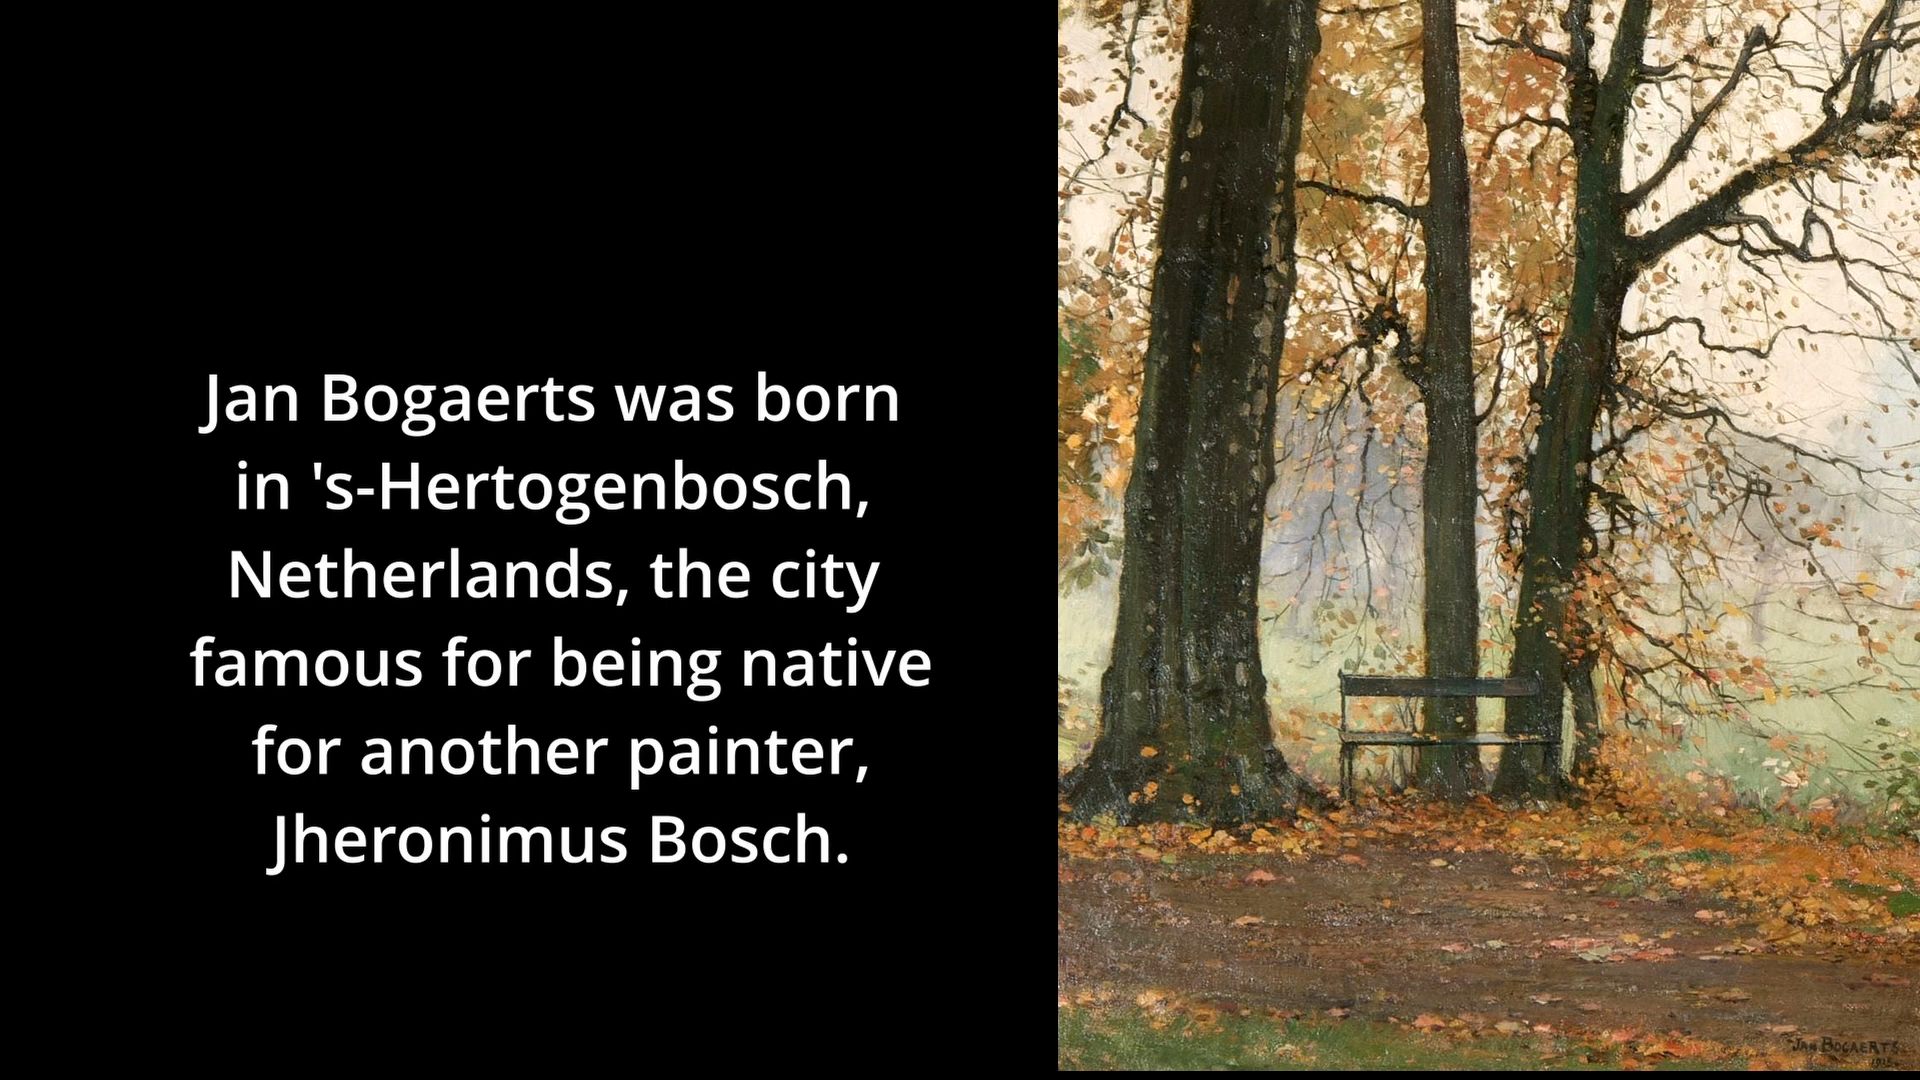 Jan Bogaerts was born
in 's-Hertogenbosch,
Netherlands, the city
famous for being native
for another painter,
Jheronimus Bosch.
JAN BOGAERTS